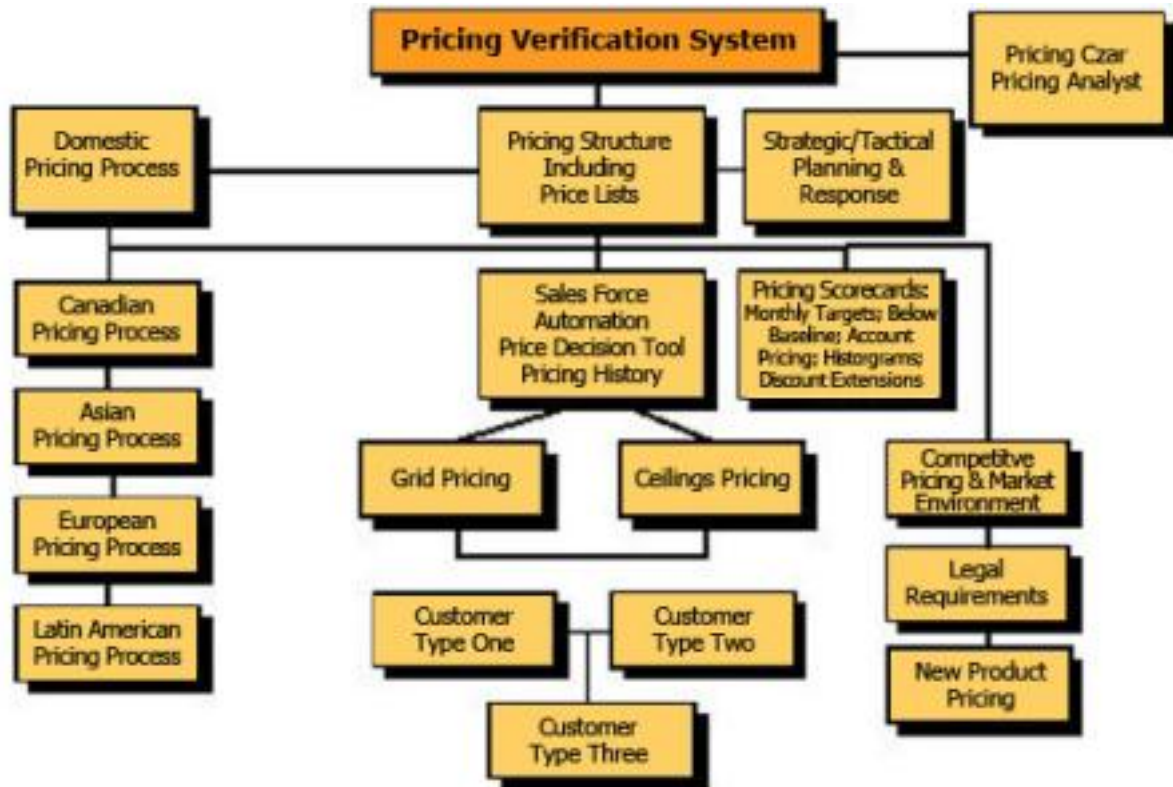 Pricing Verification System
Pricing Czar
Pricing Analyst
Domestic
Pricing Process
Pricing Structure
Including
Price Lists
Strategic/Tactical
Planning &
Response
Canadian
Pricing Process
Sales Force
Automation
Price Decision Tool
Pricing History
Pricing Scorecards:
Monthly Targets; Below
Baseline; Account
Pricing; Historgrams;
Discount Extensions
Asian
Pricing Process
Grid Pricing
Ceilings Pricing
Competitve
Pricing & Market
Environment
European
Pricing Process
Legal
Requirements
Latin American
Pricing Process
Customer
Type One
Customer
Type Two
New Product
Pricing
Customer
Type Three